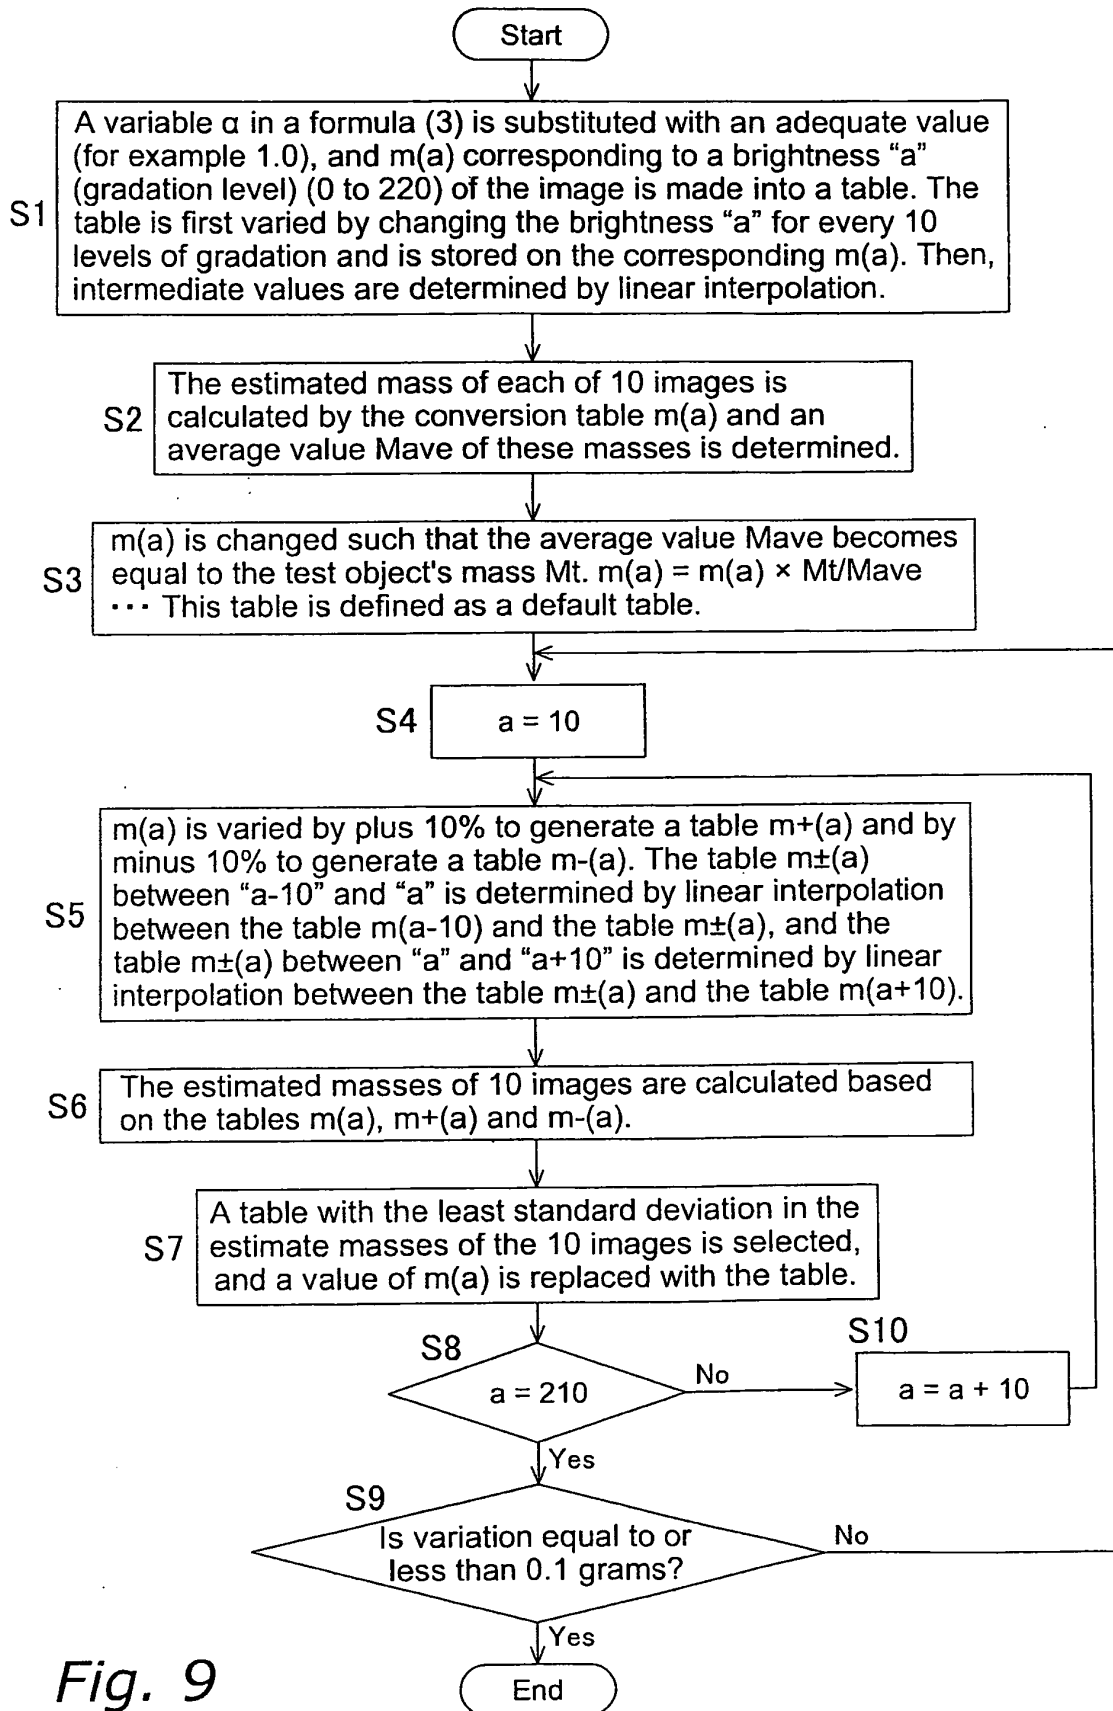 Start
S1
A variable α in a formula (3) is substituted with an adequate value
(for example 1.0), and m(a) corresponding to a brightness “a”
(gradation level) (0 to 220) of the image is made into a table. The
table is first varied by changing the brightness “a” for every 10
levels of gradation and is stored on the corresponding m(a). Then,
intermediate values are determined by linear interpolation.
S2
The estimated mass of each of 10 images is
calculated by the conversion table m(a) and an
average value Mave of these masses is determined.
S3
m(a) is changed such that the average value Mave becomes
equal to the test object's mass Mt. m(a) = m(a) × Mt/Mave
··· This table is defined as a default table.
S4
a = 10
S5
m(a) is varied by plus 10% to generate a table m+(a) and by
minus 10% to generate a table m-(a). The table m±(a)
between “a-10” and “a” is determined by linear interpolation
between the table m(a-10) and the table m±(a), and the
table m±(a) between “a” and “a+10” is determined by linear
interpolation between the table m±(a) and the table m(a+10).
S6
The estimated masses of 10 images are calculated based
on the tables m(a), m+(a) and m-(a).
S7
A table with the least standard deviation in the
estimate masses of the 10 images is selected,
and a value of m(a) is replaced with the table.
S8
a = 210
No
S10
a = a + 10
Yes
S9
Is variation equal to or
less than 0.1 grams?
No
Yes
End
Fig. 9